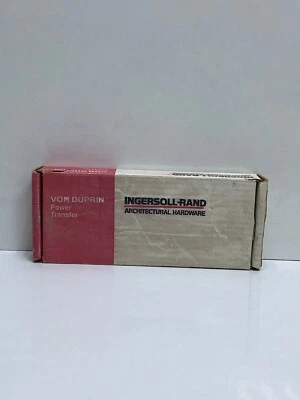 VON DUPRIN
Power
Transfer
INGERSOLL-RAND
ARCHITECTURAL HARDWARE